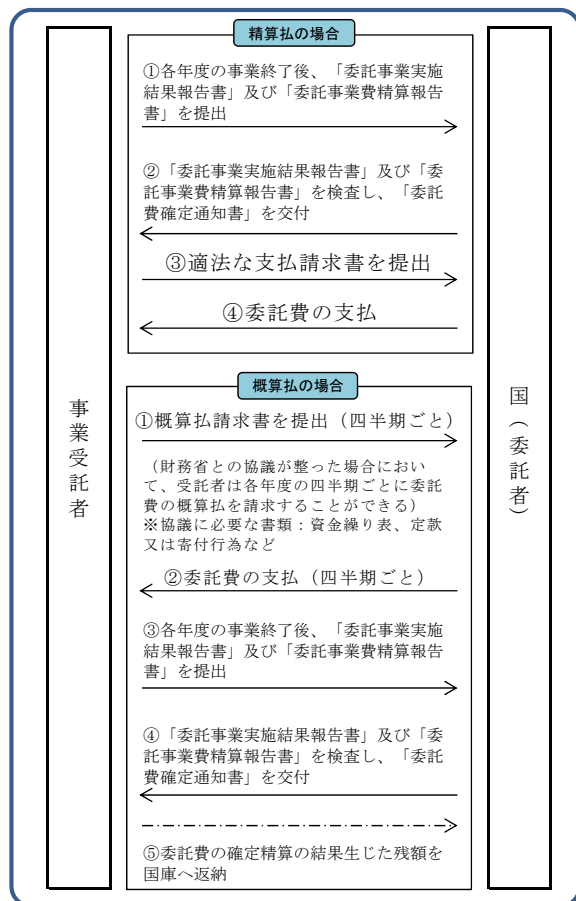 精算払の場合
①各年度の事業終了後、「委託事業実施
結果報告書」及び「委託事業費精算報告
書」を提出
②「委託事業実施結果報告書」及び「委
託事業費精算報告書」を検査し、「委託
費確定通知書」を交付
③適法な支払請求書を提出
④委託費の支払
概算払の場合
①概算払請求書を提出（四半期ごと）
（財務省との協議が整った場合におい
て、受託者は各年度の四半期ごとに委託
費の概算払を請求することができる）
※協議に必要な書類：資金繰り表、定款
又は寄付行為など
②委託費の支払（四半期ごと）
③各年度の事業終了後、「委託事業実施
結果報告書」及び「委託事業費精算報告
書」を提出
④「委託事業実施結果報告書」及び「委
託事業費精算報告書」を検査し、「委託
費確定通知書」を交付
⑤委託費の確定精算の結果生じた残額を
国庫へ返納
事業受託者
国（委託者）